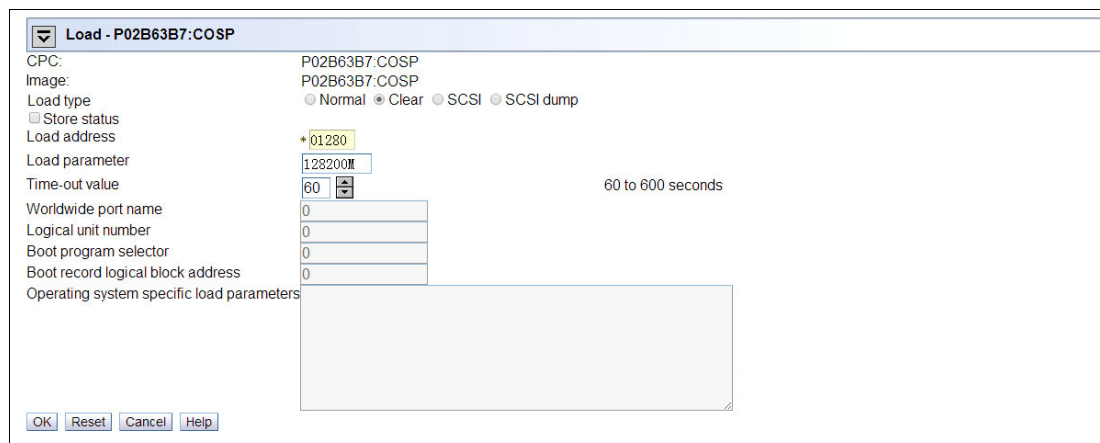 Load - P02B63B7:COSP
CPC: P02B63B7:COSP
Image: P02B63B7:COSP
Load type Normal Clear SCSI SCSI dump
Store status
Load address * 01280
Load parameter 128200M
Time-out value 60 60 to 600 seconds
Worldwide port name 0
Logical unit number 0
Boot program selector 0
Boot record logical block address 0
Operating system specific load parameters
OK Reset Cancel Help